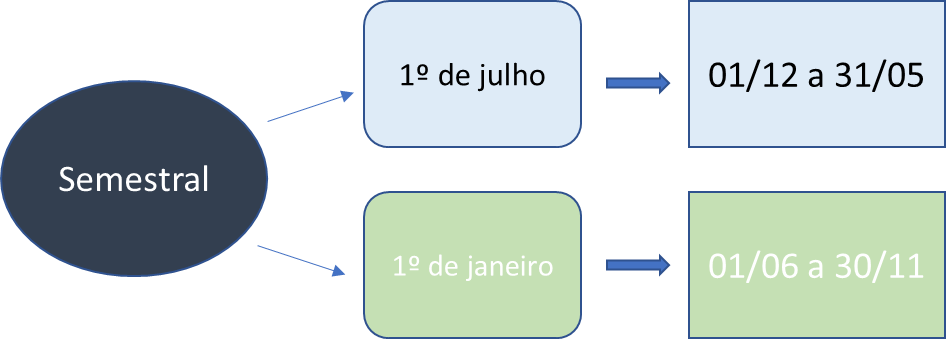 Semestral
1º de julho
01/12 a 31/05
1º de janeiro
01/06 a 30/11